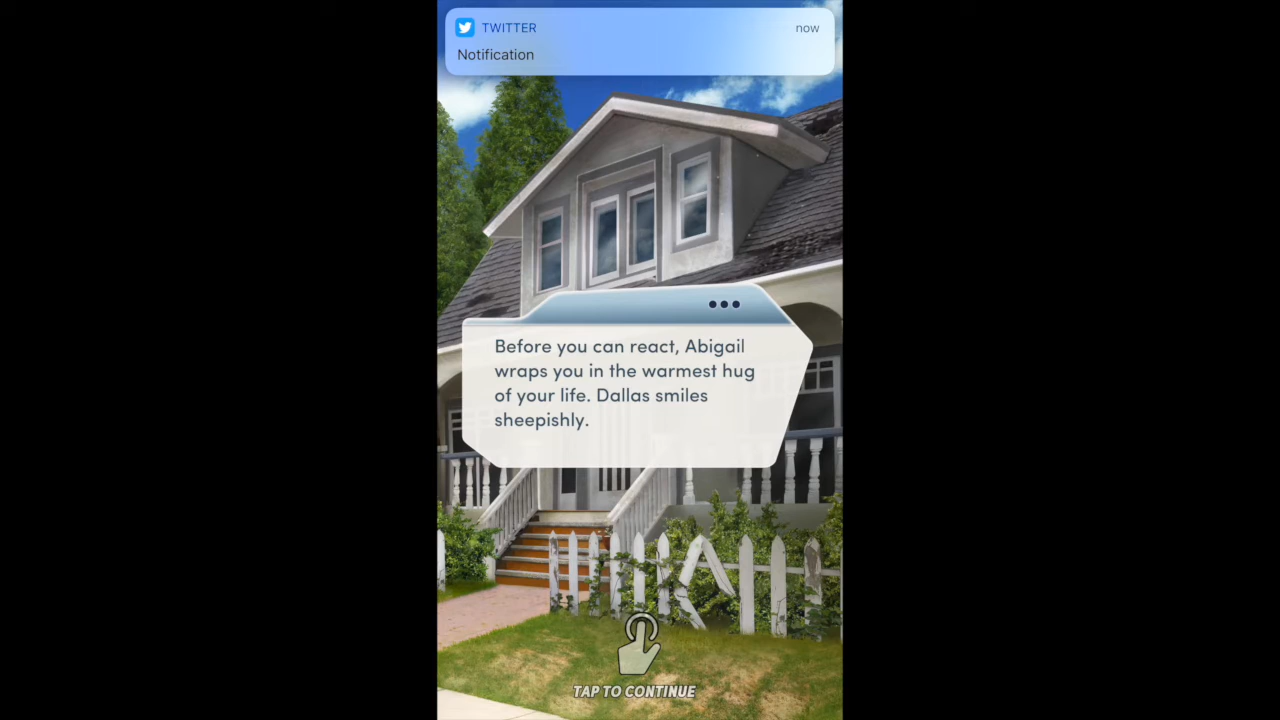 TWITTER now
Notification
Before you can react, Abigail
wraps you in the warmest hug
of your life. Dallas smiles
sheepishly.
TAP TO CONTINUE